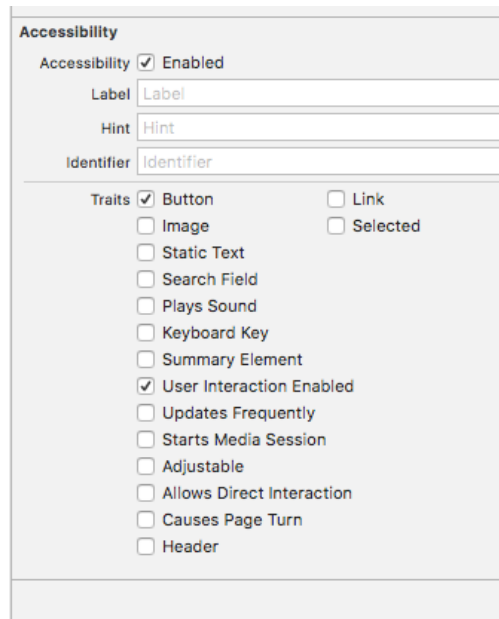 Accessibility
Accessibility Enabled
Label Label
Hint Hint
Identifier Identifier
Traits Button Link
Image Selected
Static Text
Search Field
Plays Sound
Keyboard Key
Summary Element
User Interaction Enabled
Updates Frequently
Starts Media Session
Adjustable
Allows Direct Interaction
Causes Page Turn
Header